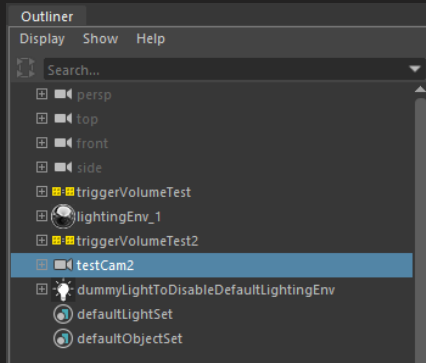 Outliner
Display Show Help
Search...
persp
top
front
side
triggerVolumeTest
lightingEnv_1
triggerVolumeTest2
testCam2
dummyLightToDisableDefaultLightingEnv
defaultLightSet
defaultObjectSet